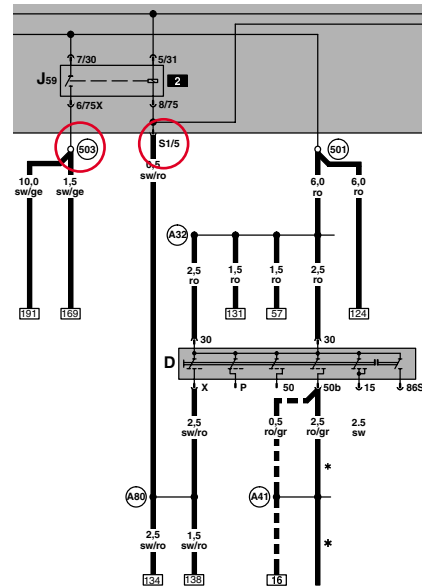 7/30 5/31
J59 2
6/75X 8/75
503 S1/5 501
10,0 1,5 0,5 6,0 6,0
sw/ge sw/ge sw/ro ro ro
A32
2,5 1,5 1,5 2,5
ro ro ro ro
191 169 131 57 124
30 30
D
X P 50 50b 15 86S
2,5 0,5 2,5 2.5
sw/ro ro/gr ro/gr sw
*
A80 A41
2,5 1,5 *
sw/ro sw/ro
134 138 16